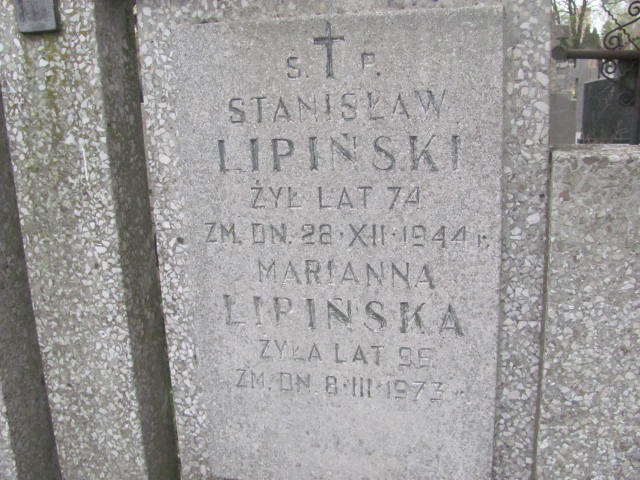 Ś. P.
STANISŁAW
LIPIŃSKI
ŻYŁ LAT 74
ZM. DN. 28·XII·1944 r.
MARIANNA
LIPIŃSKA
ŻYŁA LAT 96
ZM. DN. 8·III·1973 r.